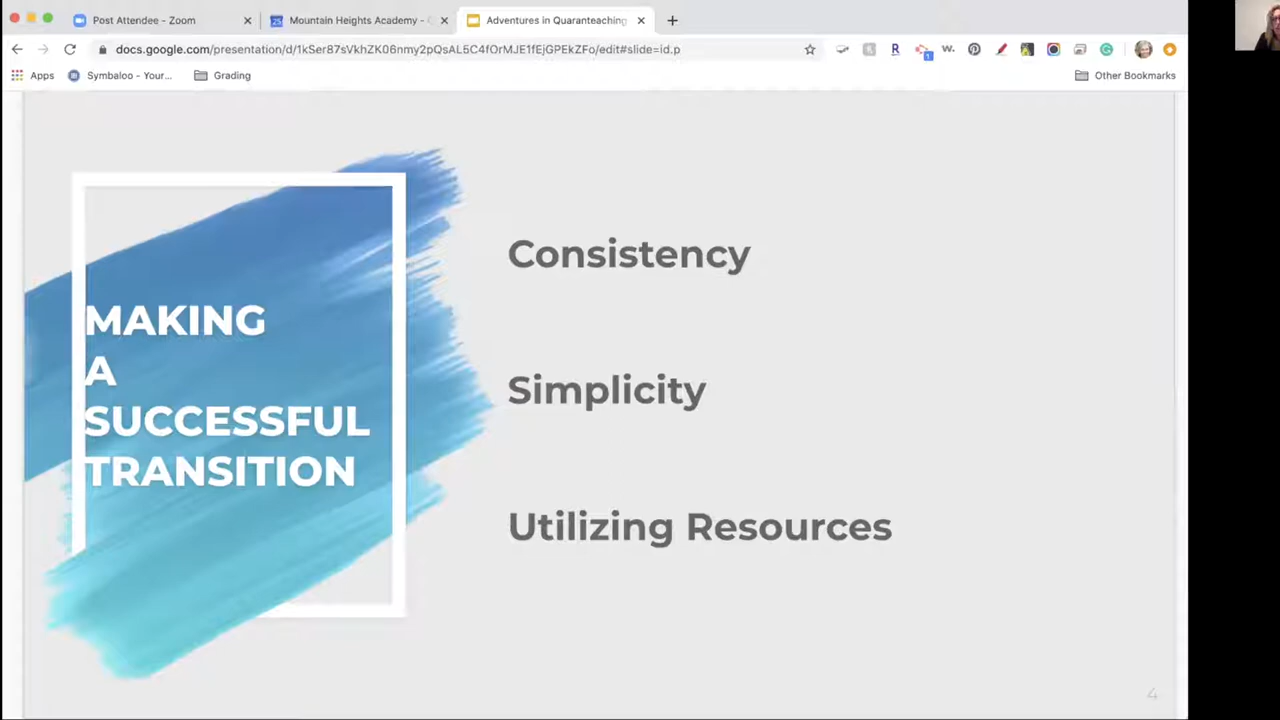 Post Attendee - Zoom
Mountain Heights Academy -
Adventures in Quaranteaching
docs.google.com/presentation/d/1kSer87sVkhZK06nmy2pQsAL5C4fOrMJE1fEjGPEkZFo/edit#slide=id.p
Apps
Symbaloo - Your...
Grading
Other Bookmarks
MAKING
A
SUCCESSFUL
TRANSITION
Consistency
Simplicity
Utilizing Resources
4